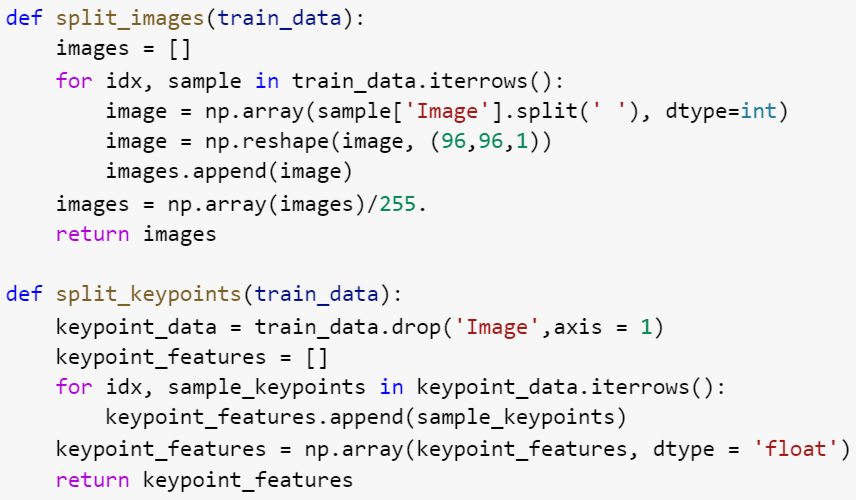 def split_images(train_data):
    images = []
    for idx, sample in train_data.iterrows():
        image = np.array(sample['Image'].split(' '), dtype=int)
        image = np.reshape(image, (96,96,1))
        images.append(image)
    images = np.array(images)/255.
    return images

def split_keypoints(train_data):
    keypoint_data = train_data.drop('Image',axis = 1)
    keypoint_features = []
    for idx, sample_keypoints in keypoint_data.iterrows():
        keypoint_features.append(sample_keypoints)
    keypoint_features = np.array(keypoint_features, dtype = 'float')
    return keypoint_features